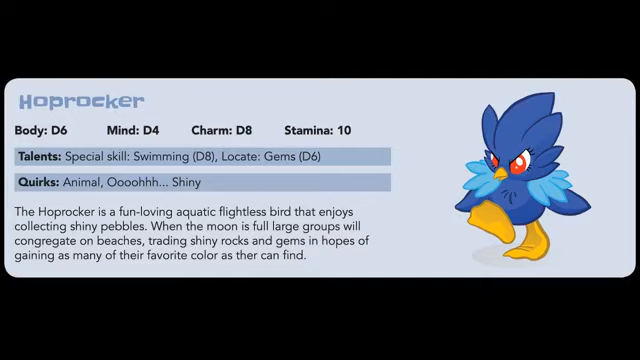 Hoprocker
Body: D6 Mind: D4 Charm: D8 Stamina: 10
Talents: Special skill: Swimming (D8), Locate: Gems (D6)
Quirks: Animal, Oooohhh... Shiny
The Hoprocker is a fun-loving aquatic flightless bird that enjoys
collecting shiny pebbles. When the moon is full large groups will
congregate on beaches, trading shiny rocks and gems in hopes of
gaining as many of their favorite color as ther can find.